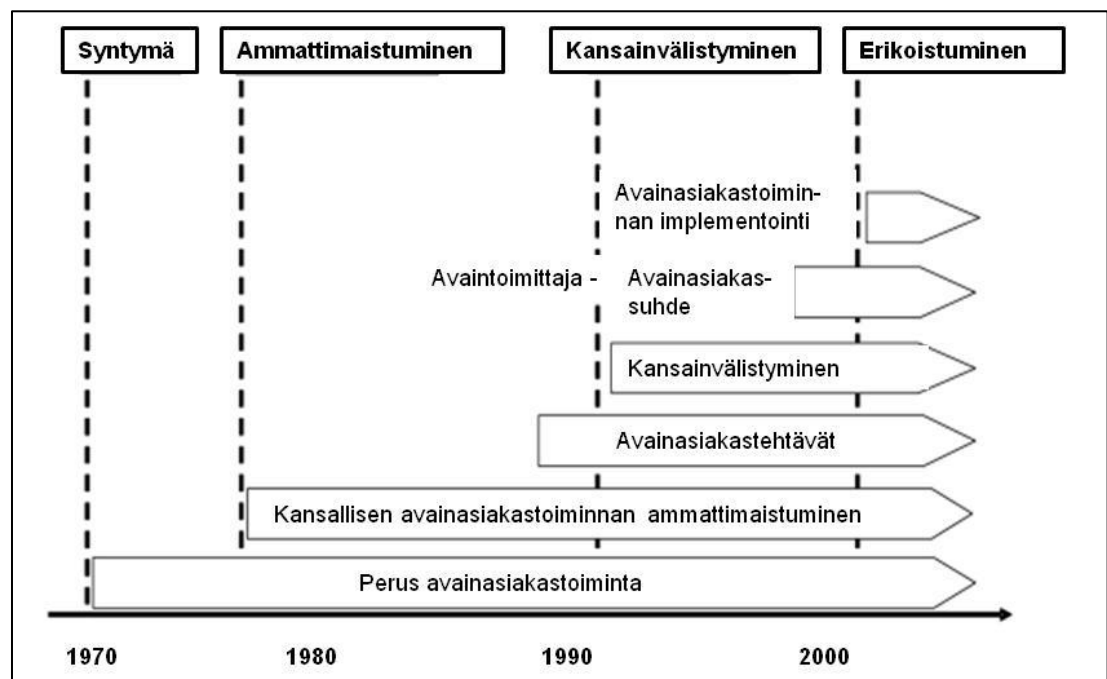 Syntymä
Ammattimaistuminen
Kansainvälistyminen
Erikoistuminen
Avainasiakastoimin-
nan implementointi
Avaintoimittaja -
Avainasiakas-
suhde
Kansainvälistyminen
Avainasiakastehtävät
Kansallisen avainasiakastoiminnan ammattimaistuminen
Perus avainasiakastoiminta
1970
1980
1990
2000